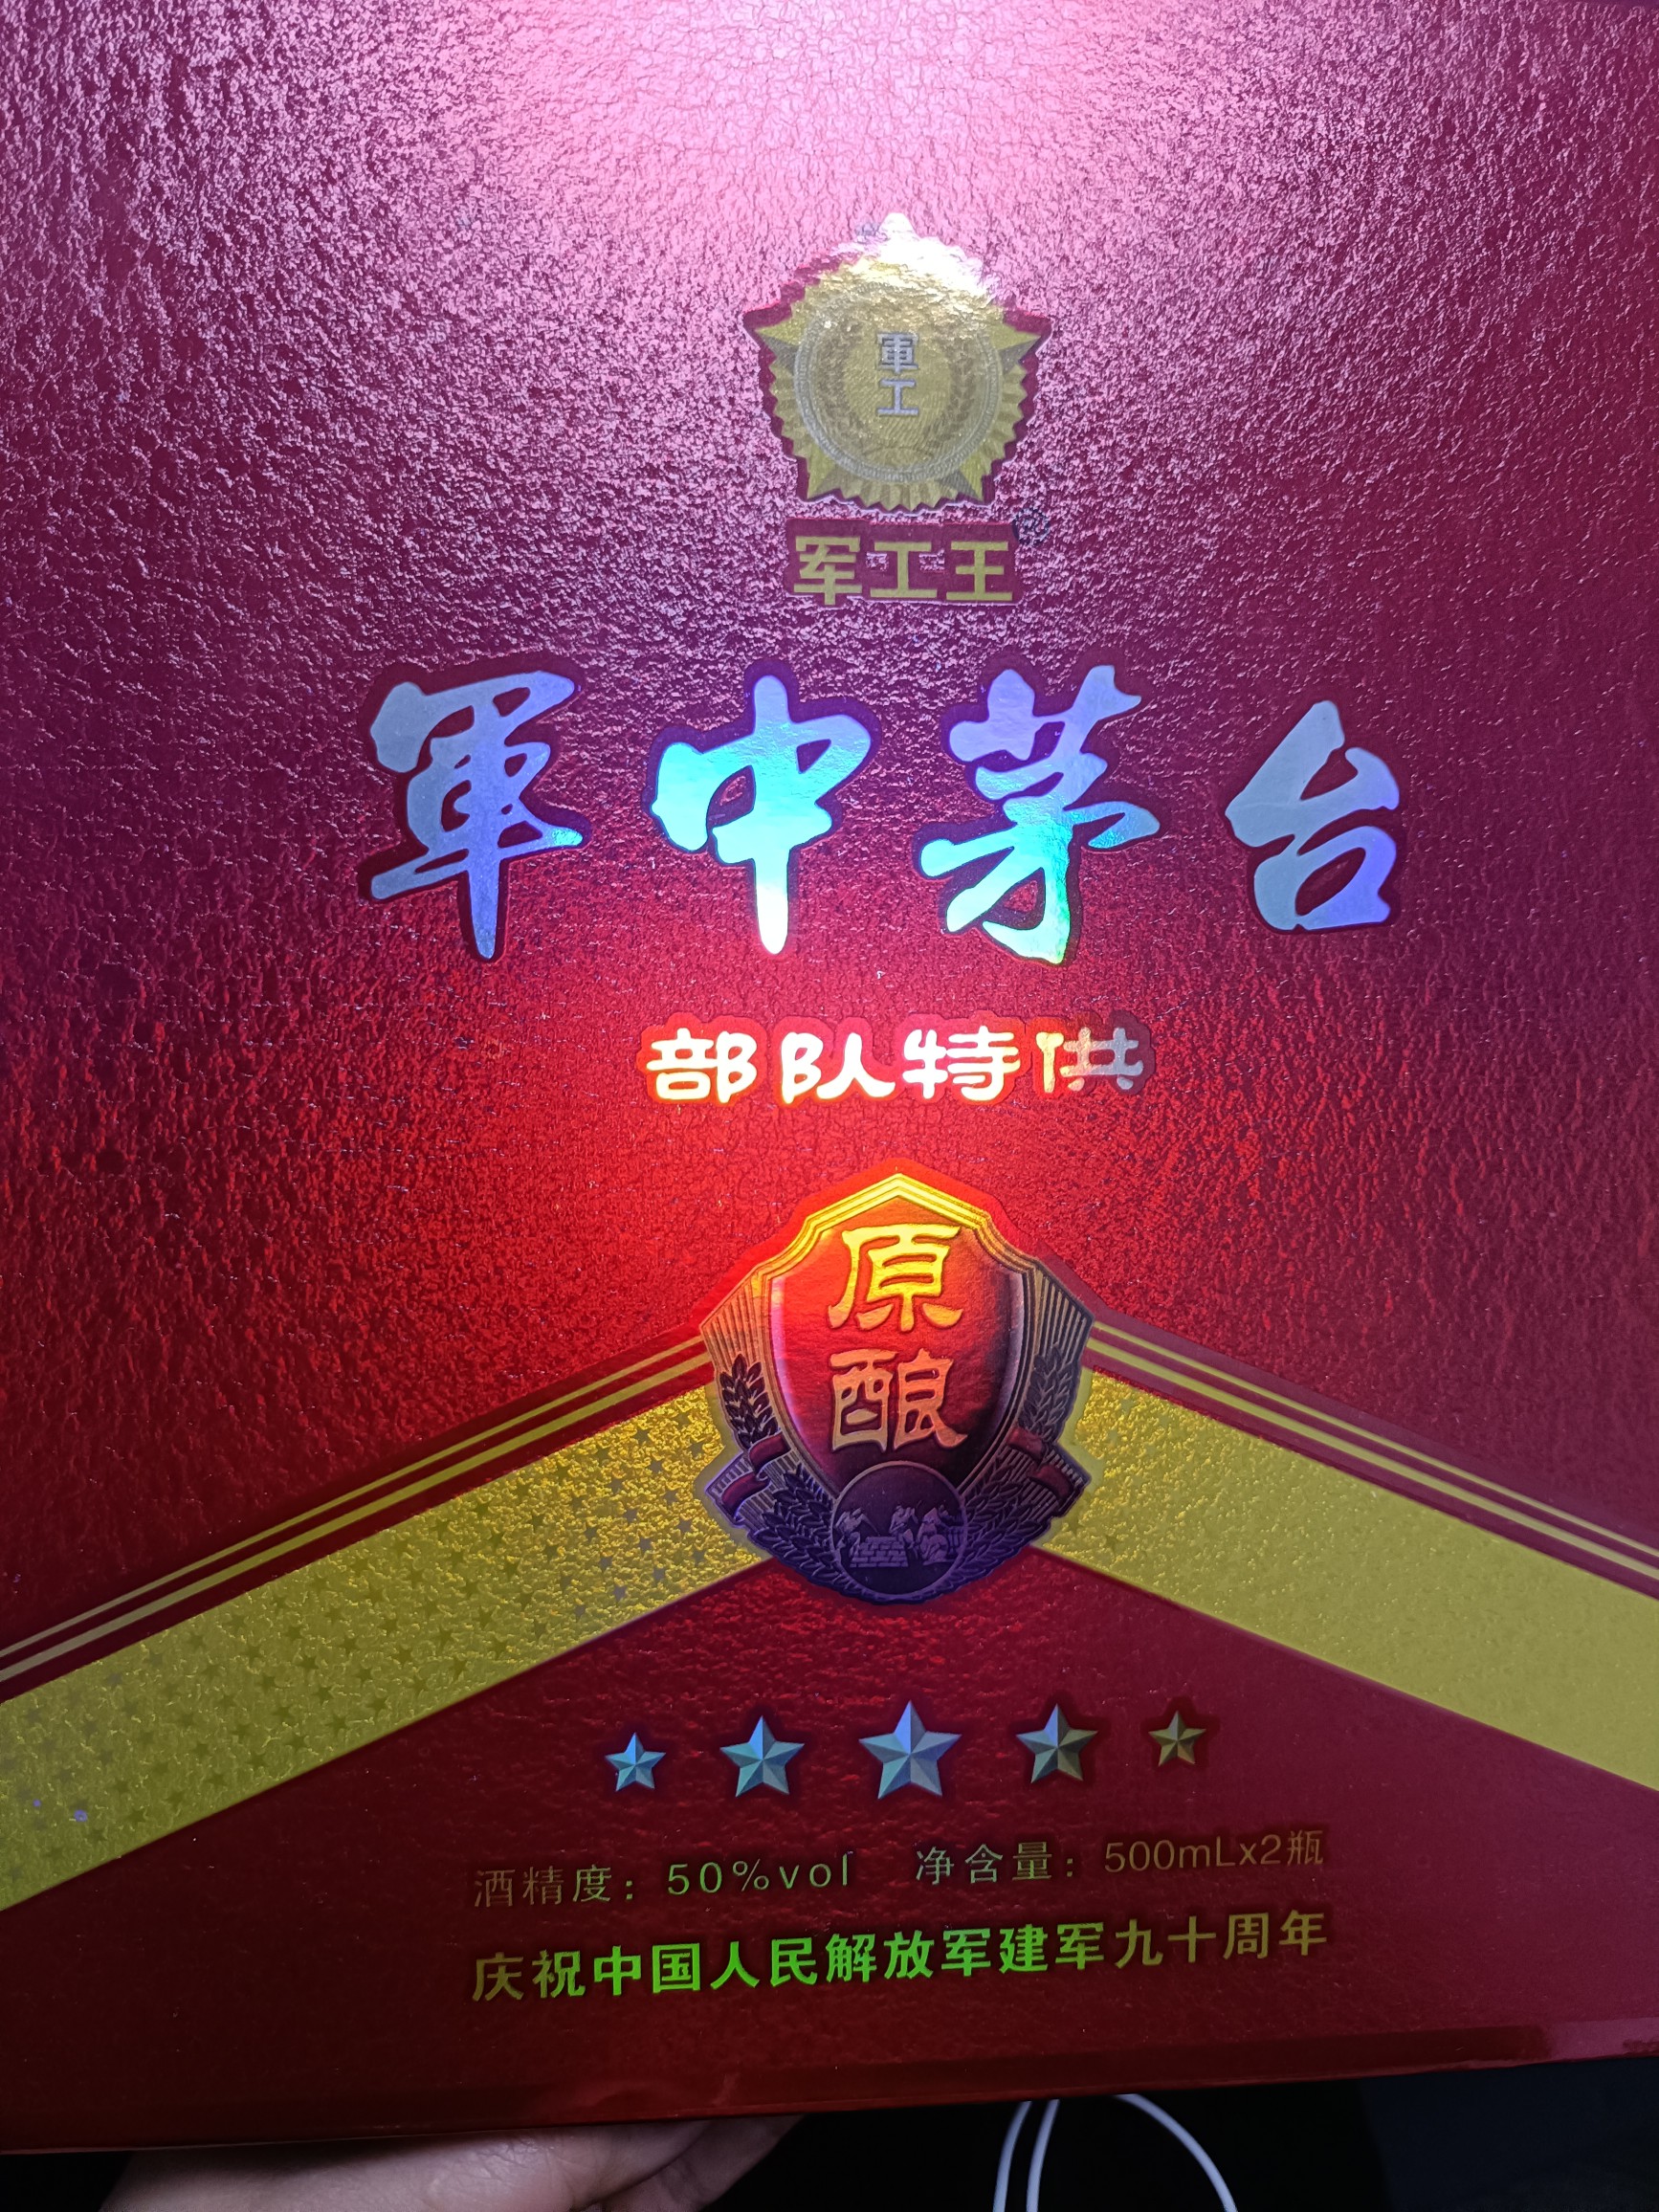 軍
工
军工王®
軍中茅台
部队特供
原
酿
酒精度：50%vol 净含量：500mLx2瓶
庆祝中国人民解放军建军九十周年